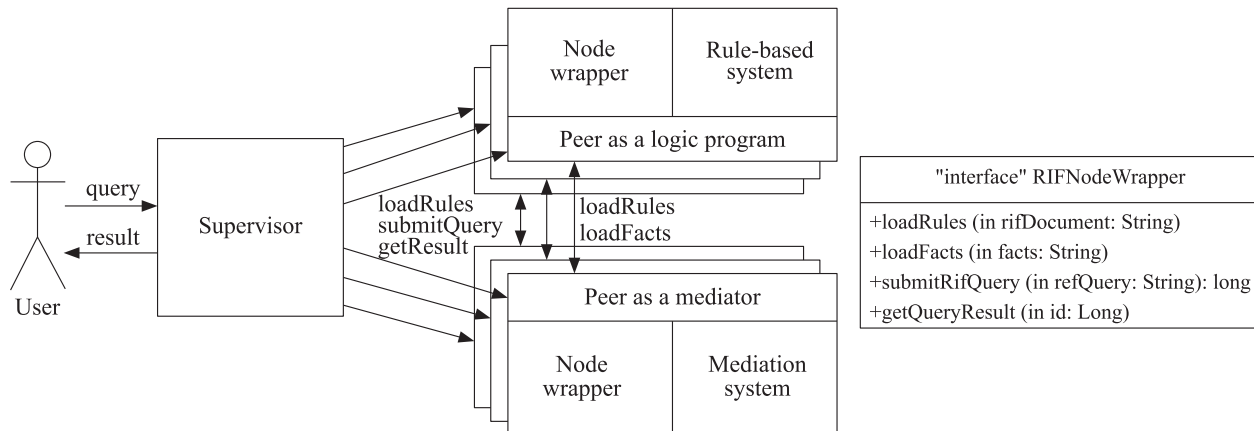 Node
wrapper
Rule-based
system
Peer as a logic program
query
result
User
Supervisor
loadRules
submitQuery
getResult
loadRules
loadFacts
Peer as a mediator
Node
wrapper
Mediation
system
"interface" RIFNodeWrapper
+loadRules (in rifDocument: String)
+loadFacts (in facts: String)
+submitRifQuery (in refQuery: String): long
+getQueryResult (in id: Long)